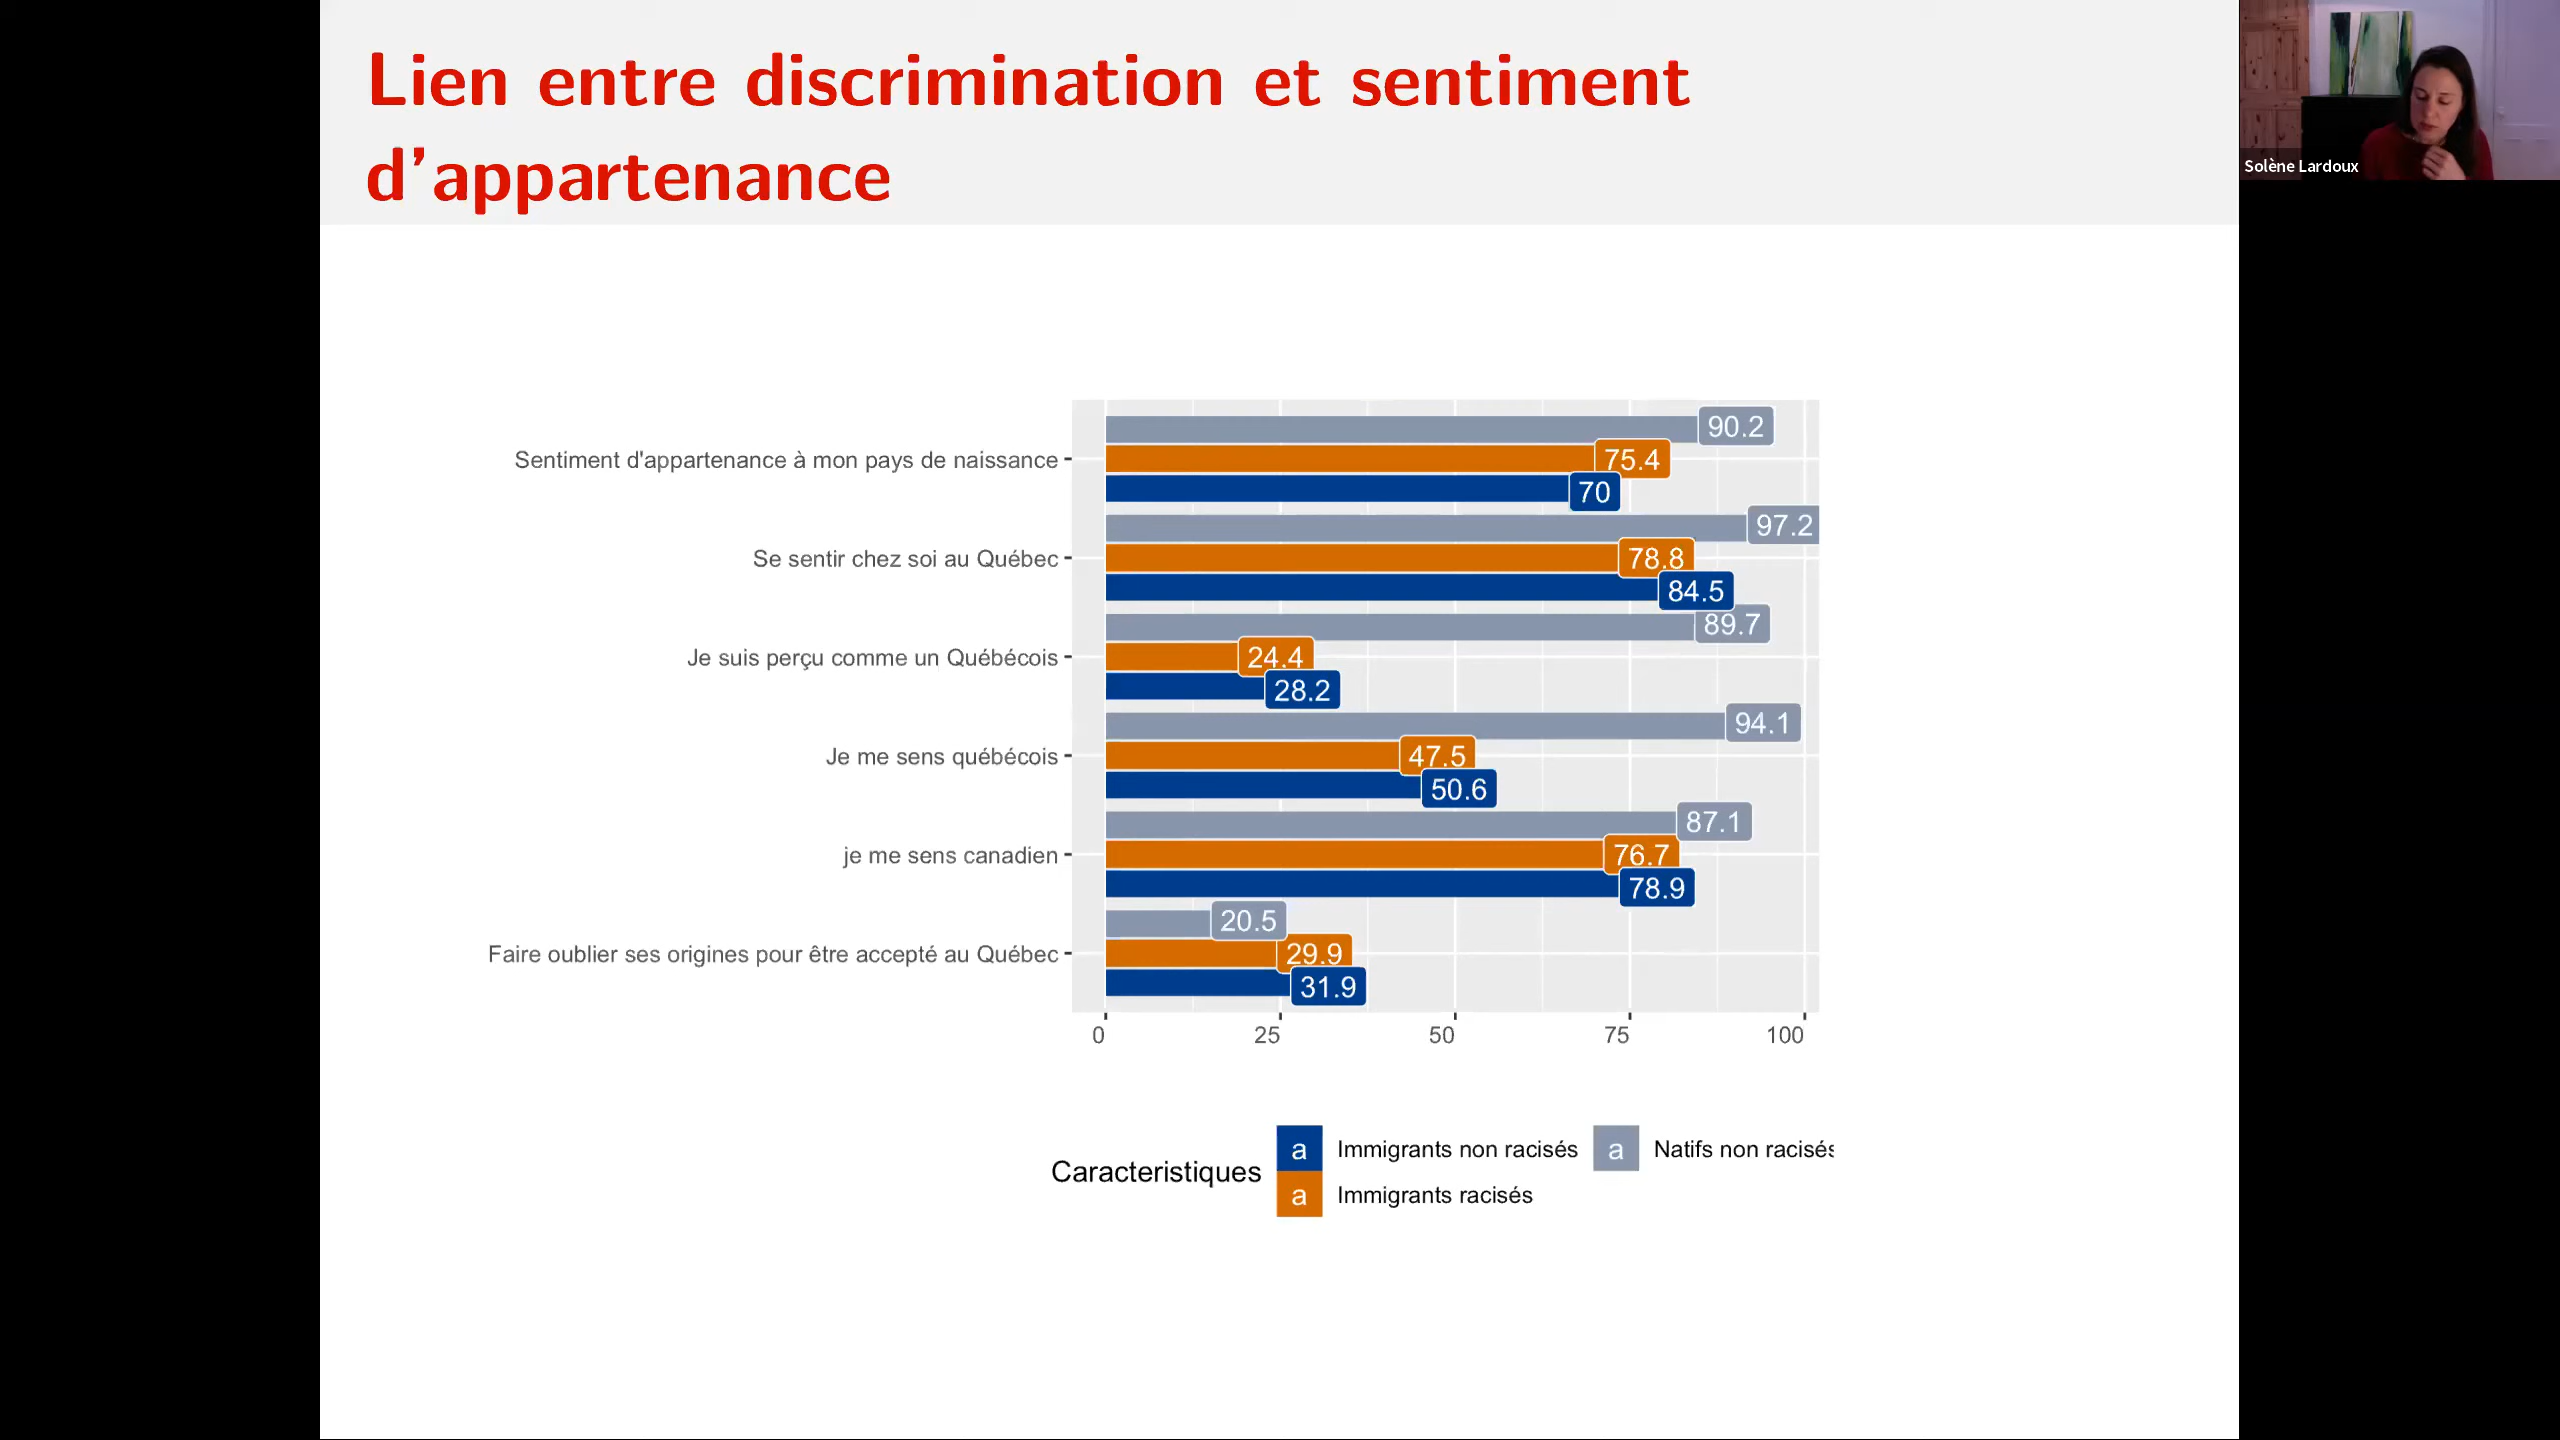 Lien entre discrimination et sentiment
d'appartenance
Solène Lardoux
Sentiment d'appartenance à mon pays de naissance
90.2
75.4
70
Se sentir chez soi au Québec
97.2
78.8
84.5
Je suis perçu comme un Québécois
89.7
24.4
28.2
Je me sens québécois
94.1
47.5
50.6
je me sens canadien
87.1
76.7
78.9
Faire oublier ses origines pour être accepté au Québec
20.5
29.9
31.9
0 25 50 75 100
Caracteristiques
a Immigrants non racisés
a Natifs non racisés
a Immigrants racisés